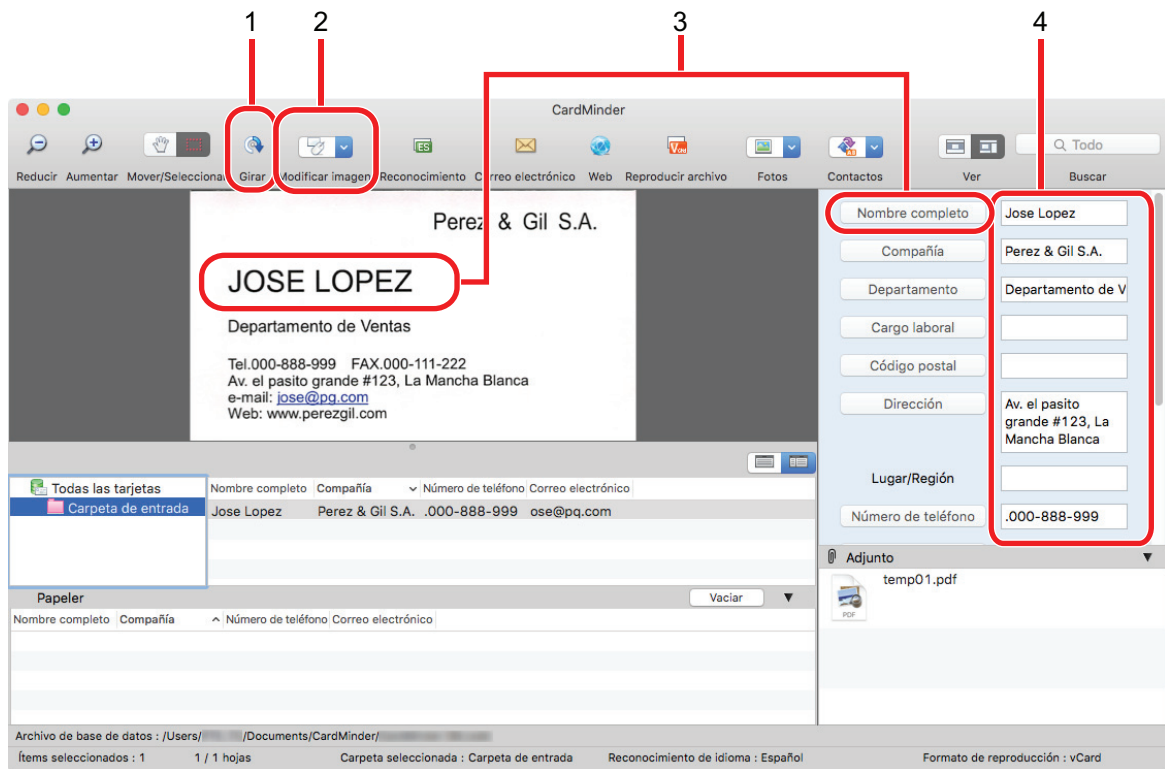 1 2 3 4
CardMinder
ES
Vcard
Todo
Reducir Aumentar Mover/Seleccionar Girar Modificar imagen Reconocimiento Correo electrónico Web Reproducir archivo Fotos Contactos Ver Buscar
Perez & Gil S.A.
JOSE LOPEZ
Departamento de Ventas
Tel.000-888-999 FAX.000-111-222
Av. el pasito grande #123, La Mancha Blanca
e-mail: jose@pg.com
Web: www.perezgil.com
Nombre completo Jose Lopez
Compañía Perez & Gil S.A.
Departamento Departamento de V
Cargo laboral
Código postal
Dirección Av. el pasito
grande #123, La
Mancha Blanca
Lugar/Región
Número de teléfono .000-888-999
Todas las tarjetas
Carpeta de entrada
Nombre completo Compañía Número de teléfono Correo electrónico
Jose Lopez Perez & Gil S.A. .000-888-999 ose@pq.com
Adjunto
temp01.pdf
PDF
Papeler Vaciar
Nombre completo Compañía Número de teléfono Correo electrónico
Archivo de base de datos : /Users/ /Documents/CardMinder/
Ítems seleccionados : 1 1 / 1 hojas Carpeta seleccionada : Carpeta de entrada Reconocimiento de idioma : Español Formato de reproducción : vCard